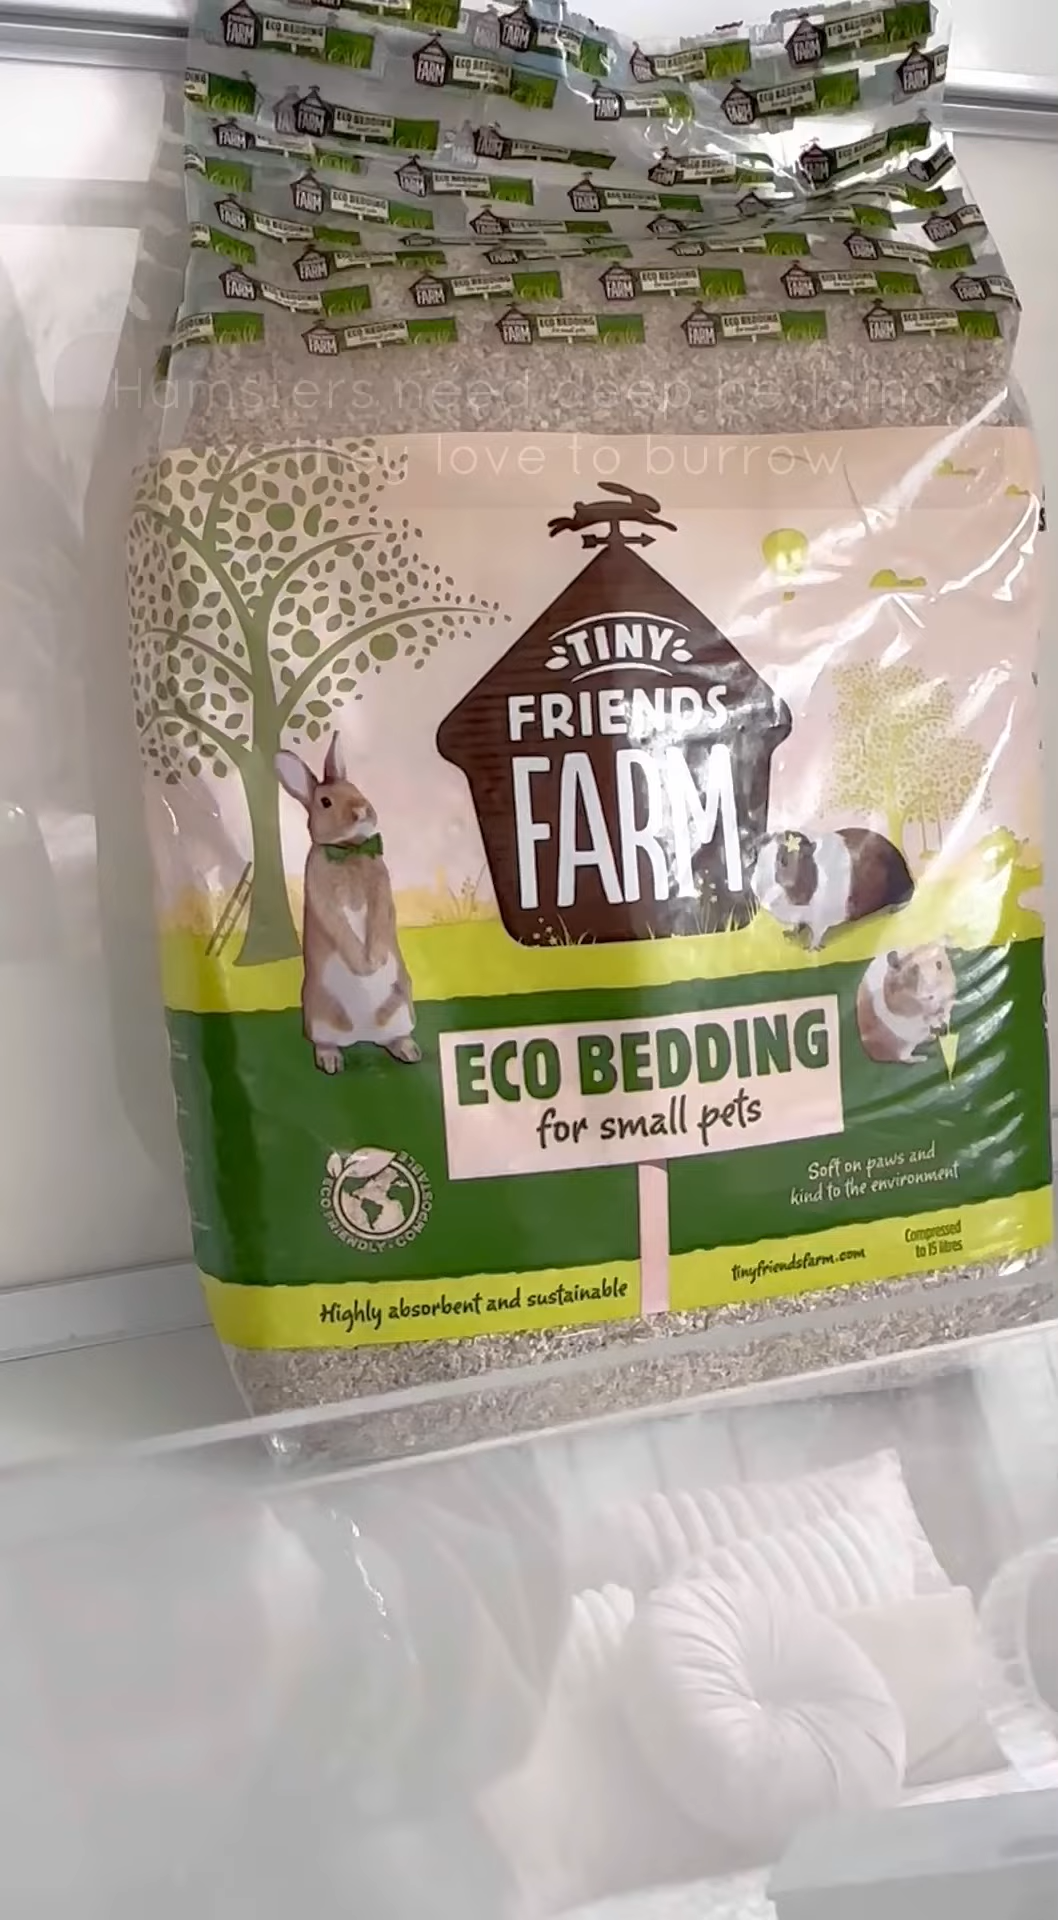 Hamsters need deep bedding
as they love to burrow
TINY
FRIENDS
FARM
ECO BEDDING
for small pets
ECO FRIENDLY • COMPOSTABLE
Soft on paws and
kind to the environment
Highly absorbent and sustainable
tinyfriendsfarm.com
Compressed
to 15 litres